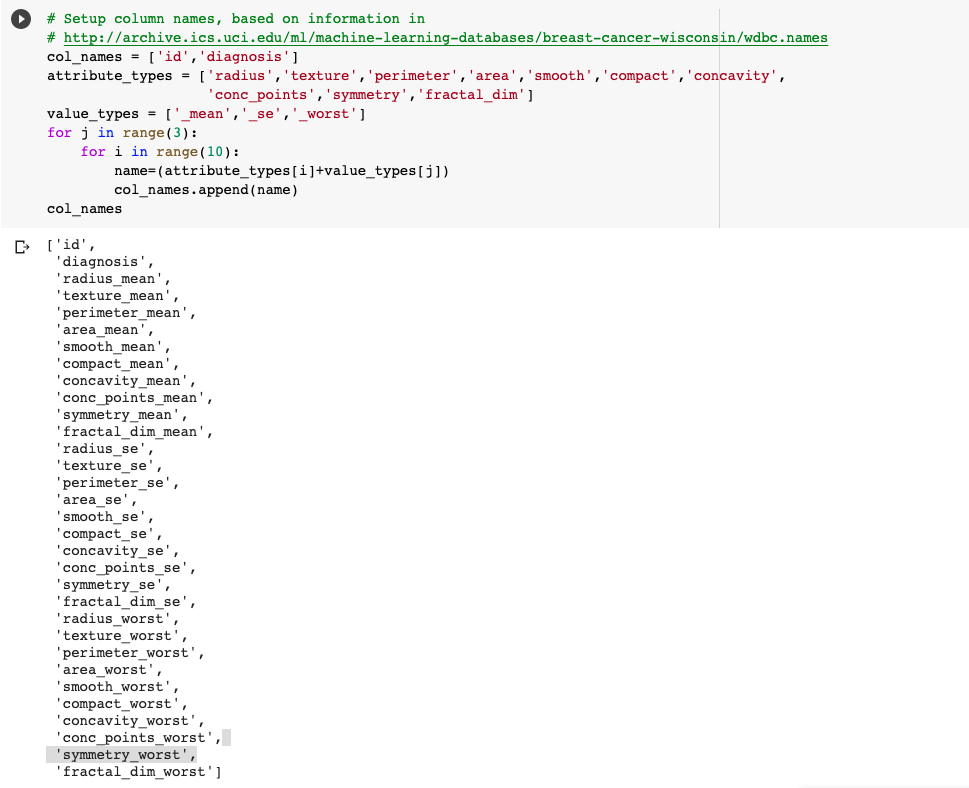 # Setup column names, based on information in
# http://archive.ics.uci.edu/ml/machine-learning-databases/breast-cancer-wisconsin/wdbc.names
col_names = ['id','diagnosis']
attribute_types = ['radius','texture','perimeter','area','smooth','compact','concavity',
                   'conc_points','symmetry','fractal_dim']
value_types = ['_mean','_se','_worst']
for j in range(3):
    for i in range(10):
        name=(attribute_types[i]+value_types[j])
        col_names.append(name)
col_names
['id',
 'diagnosis',
 'radius_mean',
 'texture_mean',
 'perimeter_mean',
 'area_mean',
 'smooth_mean',
 'compact_mean',
 'concavity_mean',
 'conc_points_mean',
 'symmetry_mean',
 'fractal_dim_mean',
 'radius_se',
 'texture_se',
 'perimeter_se',
 'area_se',
 'smooth_se',
 'compact_se',
 'concavity_se',
 'conc_points_se',
 'symmetry_se',
 'fractal_dim_se',
 'radius_worst',
 'texture_worst',
 'perimeter_worst',
 'area_worst',
 'smooth_worst',
 'compact_worst',
 'concavity_worst',
 'conc_points_worst',
 'symmetry_worst',
 'fractal_dim_worst']